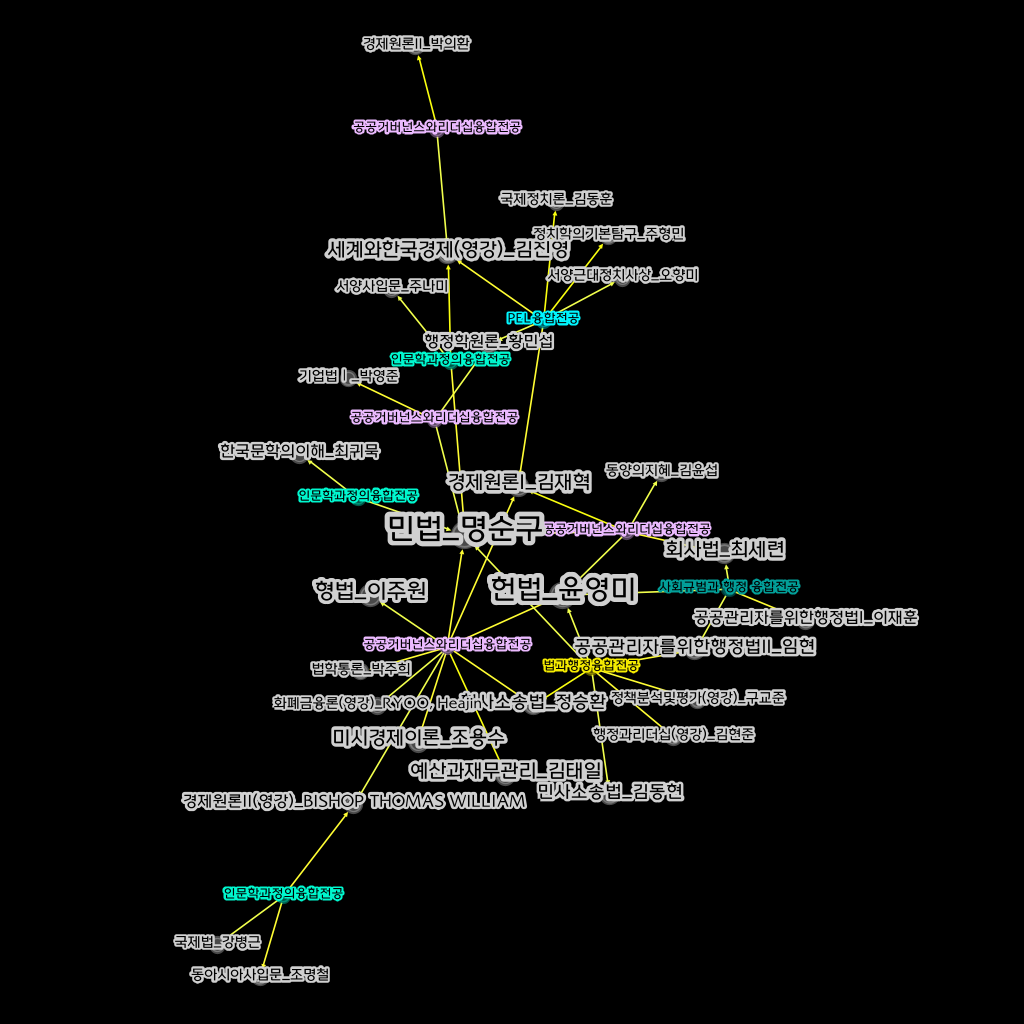 경제원론II_박의환
공공거버넌스와리더십융합전공
국제정치론_김동훈
정치학의기본탐구_주형민
세계와한국경제(영강)_김진영
서양근대정치사상_오향미
서양사입문_주나미
PEL융합전공
행정학원론_황민섭
인문학과정의융합전공
기업법Ⅰ_박영준
공공거버넌스와리더십융합전공
한국문학의이해_최귀묵
동양의지혜_김윤섭
경제원론I_김재혁
인문학과정의융합전공
민법_명순구
공공거버넌스와리더십융합전공
회사법_최세련
사회규범과 행정 융합전공
형법_이주원
헌법_윤영미
공공관리자를위한행정법I_이재훈
공공거버넌스와리더십융합전공
공공관리자를위한행정법II_임현
법과행정융합전공
법학통론_박주희
정책분석및평가(영강)_구교준
화폐금융론(영강)_RYOO, Heajin
사소송법_정승환
행정과리더십(영강)_김현준
미시경제이론_조용수
예산과재무관리_김태일
민사소송법_김동현
경제원론II(영강)_BISHOP THOMAS WILLIAM
인문학과정의융합전공
국제법_강병근
동아시아사입문_조명철